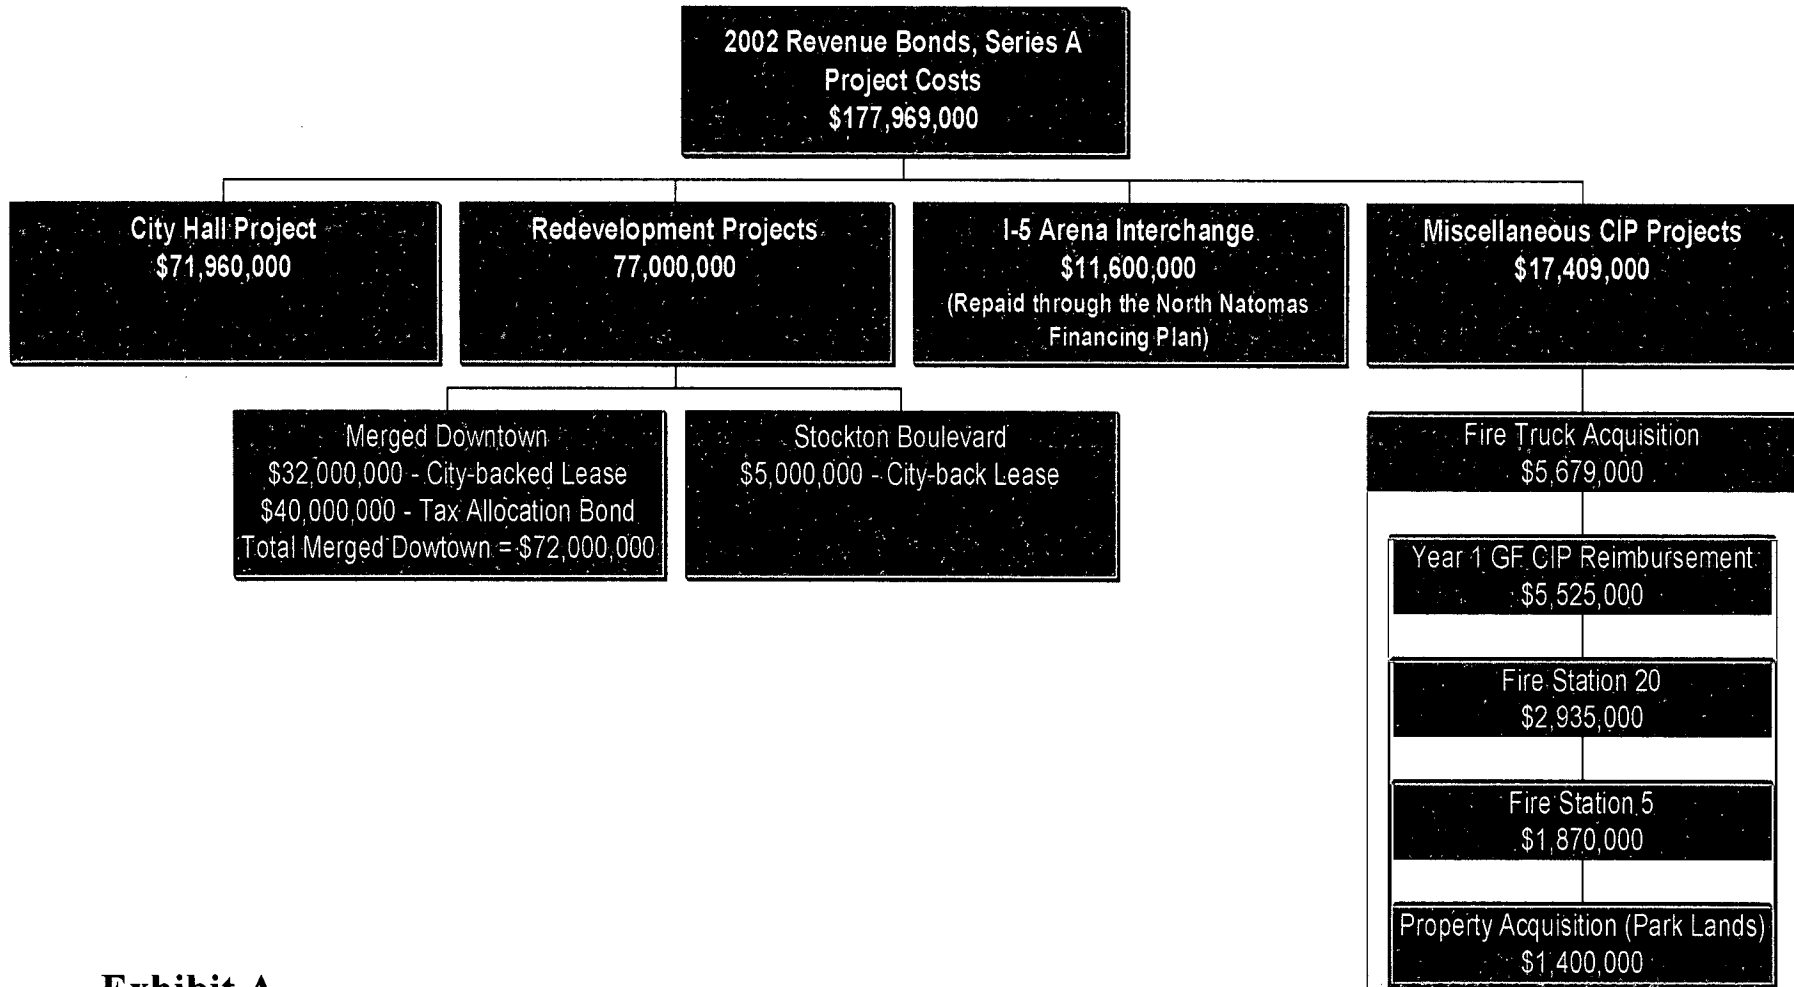 2002 Revenue Bonds, Series A
Project Costs
$177,969,000
City Hall Project
$71,960,000
Redevelopment Projects
77,000,000
I-5 Arena Interchange
$11,600,000
(Repaid through the North Natomas
Financing Plan)
Miscellaneous CIP Projects
$17,409,000
Merged Downtown
$32,000,000 - City-backed Lease
$40,000,000 - Tax Allocation Bond
Total Merged Dowtown = $72,000,000
Stockton Boulevard
$5,000,000 - City-back Lease
Fire Truck Acquisition
$5,679,000
Year 1 GF CIP Reimbursement
$5,525,000
Fire Station 20
$2,935,000
Fire Station 5
$1,870,000
Property Acquisition (Park Lands)
$1,400,000
Exhibit A